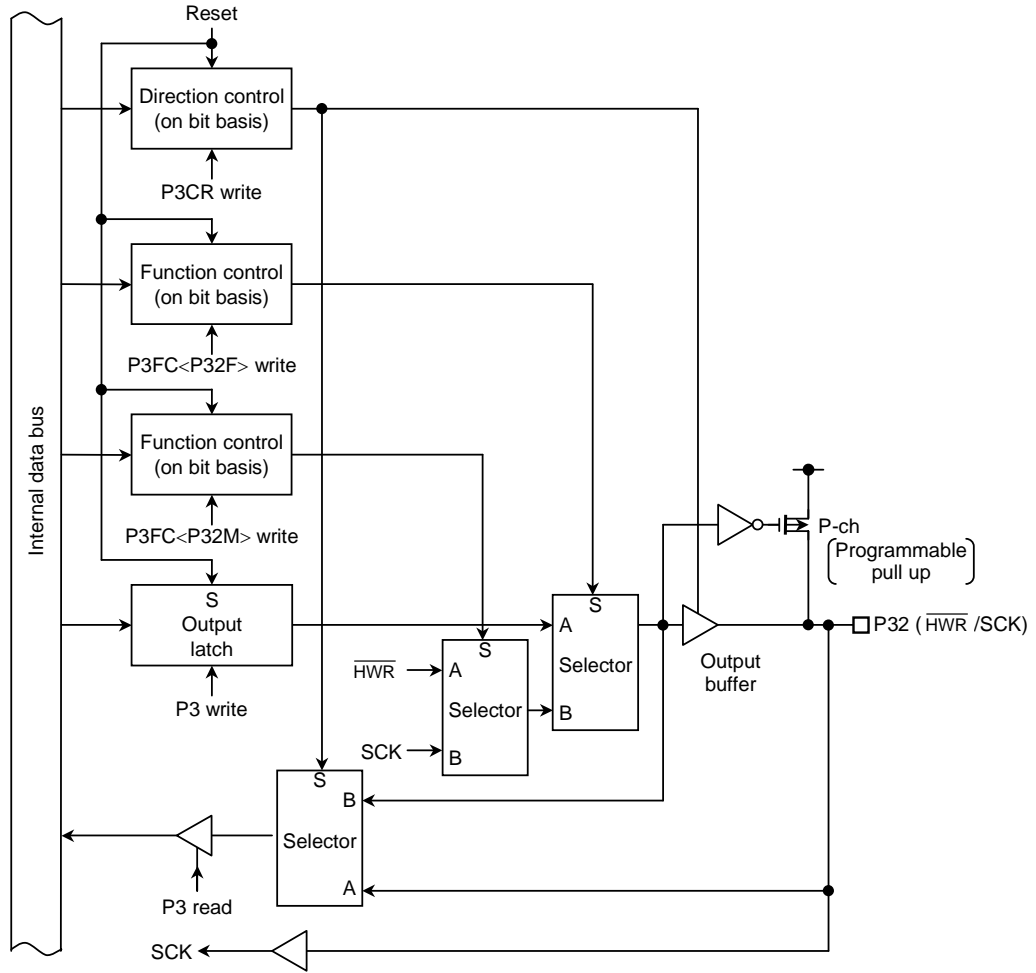 Reset
Direction control
(on bit basis)
P3CR write
Function control
(on bit basis)
P3FC<P32F> write
Function control
(on bit basis)
P3FC<P32M> write
Internal data bus
S
Output
latch
P3 write
P-ch
Programmable
pull up
S
A
Selector
B
Output
buffer
P32 (H̅W̅R̅/SCK)
H̅W̅R̅
SCK
S
A
Selector
B
S
B
Selector
A
P3 read
SCK